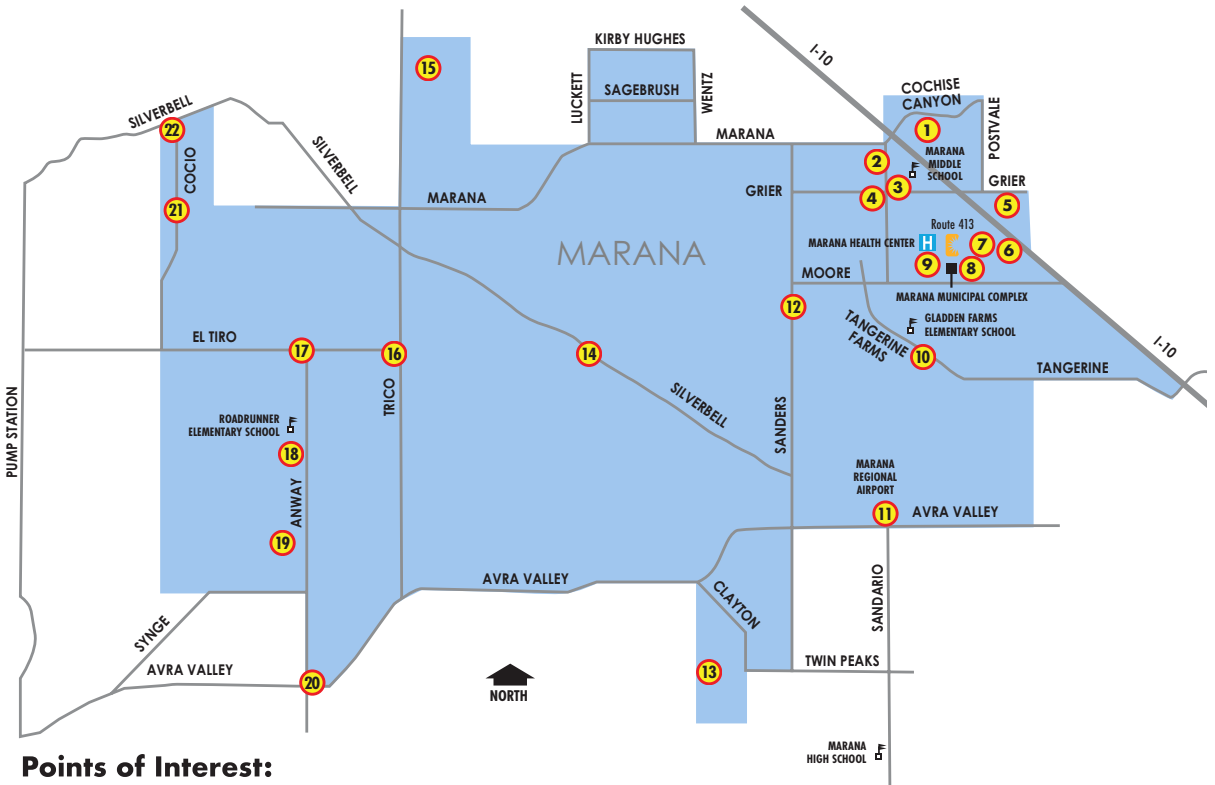 I-10
KIRBY HUGHES
COCHISE
CANYON
15
LUCKETT
SAGEBRUSH
WENTZ
SILVERBELL
22
1
MARANA
POSTVALE
2
MARANA
MIDDLE
SCHOOL
COCIO
SILVERBELL
3
GRIER
GRIER
4
5
MARANA
21
Route 413
MARANA
MARANA HEALTH CENTER
H
7
6
9
8
MOORE
MARANA MUNICIPAL COMPLEX
12
GLADDEN FARMS
ELEMENTARY SCHOOL
TANGERINE
FARMS
I-10
EL TIRO
17
16
14
10
TANGERINE
PUMP STATION
TRICO
SILVERBELL
SANDERS
ROADRUNNER
ELEMENTARY SCHOOL
18
MARANA
REGIONAL
AIRPORT
ANWAY
11
AVRA VALLEY
19
AVRA VALLEY
CLAYTON
SANDARIO
SYNGE
AVRA VALLEY
20
NORTH
13
TWIN PEAKS
MARANA
HIGH SCHOOL
Points of Interest: